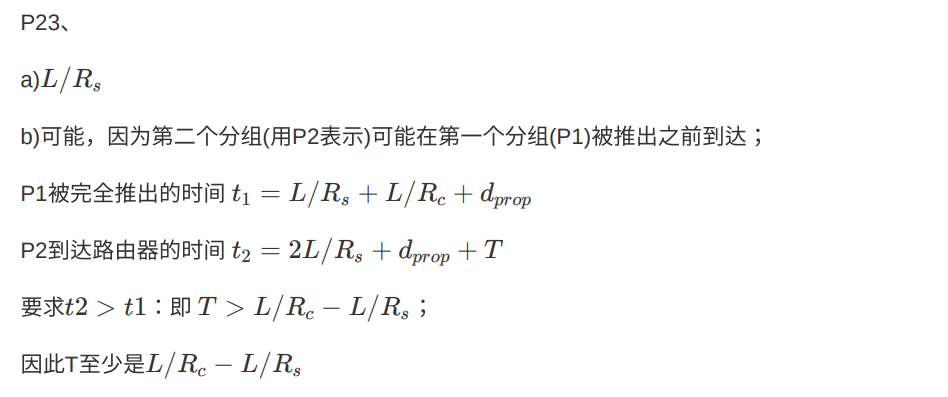 P23、
a)L/R_s
b)可能，因为第二个分组(用P2表示)可能在第一个分组(P1)被推出之前到达；
P1被完全推出的时间 t_1 = L/R_s + L/R_c + d_{prop}
P2到达路由器的时间 t_2 = 2L/R_s + d_{prop} + T
要求t2 > t1：即 T > L/R_c − L/R_s；
因此T至少是L/R_c − L/R_s